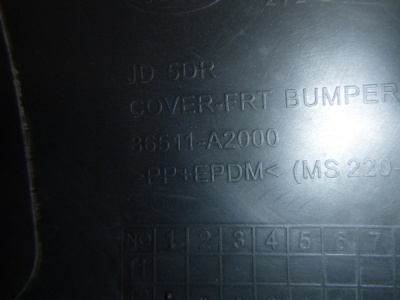 JD 5DR
COVER-FRT BUMPER
86511-A2000
>PP+EPDM< (MS 220-
NO 1 2 3 4 5 6 7
11